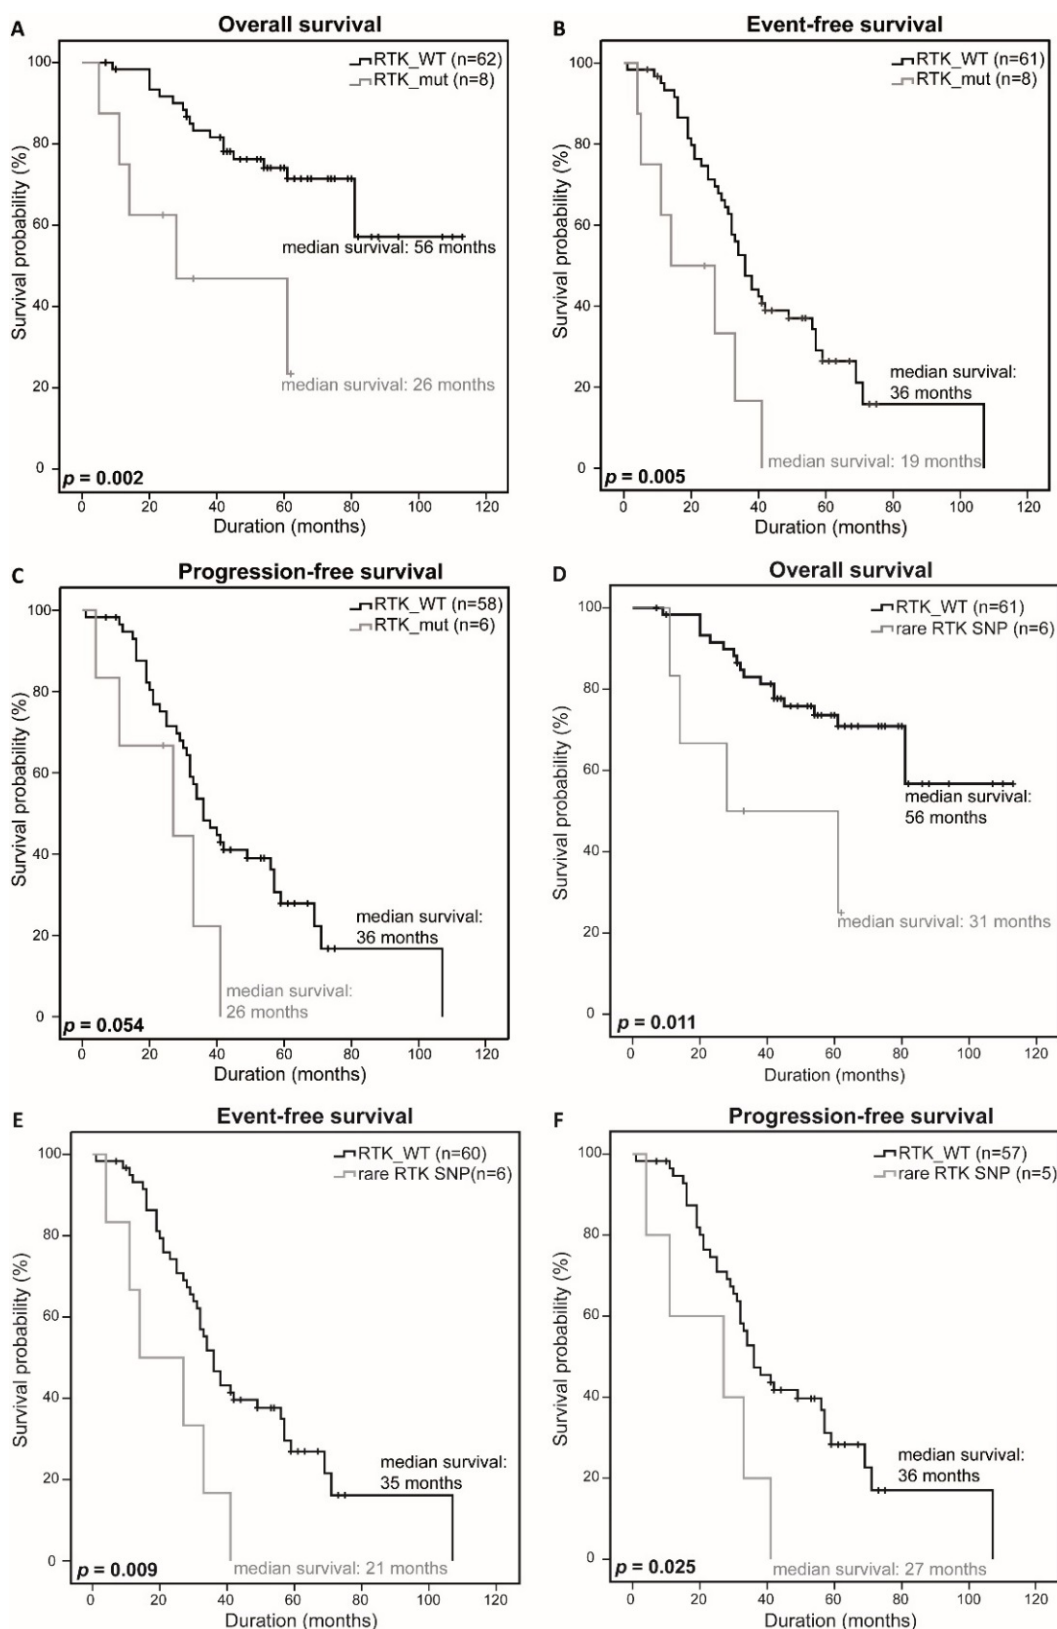 A
Overall survival
RTK_WT (n=62)
RTK_mut (n=8)
100
80
60
40
20
0
Survival probability (%)
median survival: 56 months
median survival: 26 months
p = 0.002
0 20 40 60 80 100 120
Duration (months)
B
Event-free survival
RTK_WT (n=61)
RTK_mut (n=8)
100
80
60
40
20
0
Survival probability (%)
median survival:
36 months
median survival: 19 months
p = 0.005
0 20 40 60 80 100 120
Duration (months)
C
Progression-free survival
RTK_WT (n=58)
RTK_mut (n=6)
100
80
60
40
20
0
Survival probability (%)
median survival:
36 months
median survival:
26 months
p = 0.054
0 20 40 60 80 100 120
Duration (months)
D
Overall survival
RTK_WT (n=61)
rare RTK SNP (n=6)
100
80
60
40
20
0
Survival probability (%)
median survival:
56 months
median survival: 31 months
p = 0.011
0 20 40 60 80 100 120
Duration (months)
E
Event-free survival
RTK_WT (n=60)
rare RTK SNP(n=6)
100
80
60
40
20
0
Survival probability (%)
median survival:
35 months
median survival: 21 months
p = 0.009
0 20 40 60 80 100 120
Duration (months)
F
Progression-free survival
RTK_WT (n=57)
rare RTK SNP (n=5)
100
80
60
40
20
0
Survival probability (%)
median survival:
36 months
median survival: 27 months
p = 0.025
0 20 40 60 80 100 120
Duration (months)